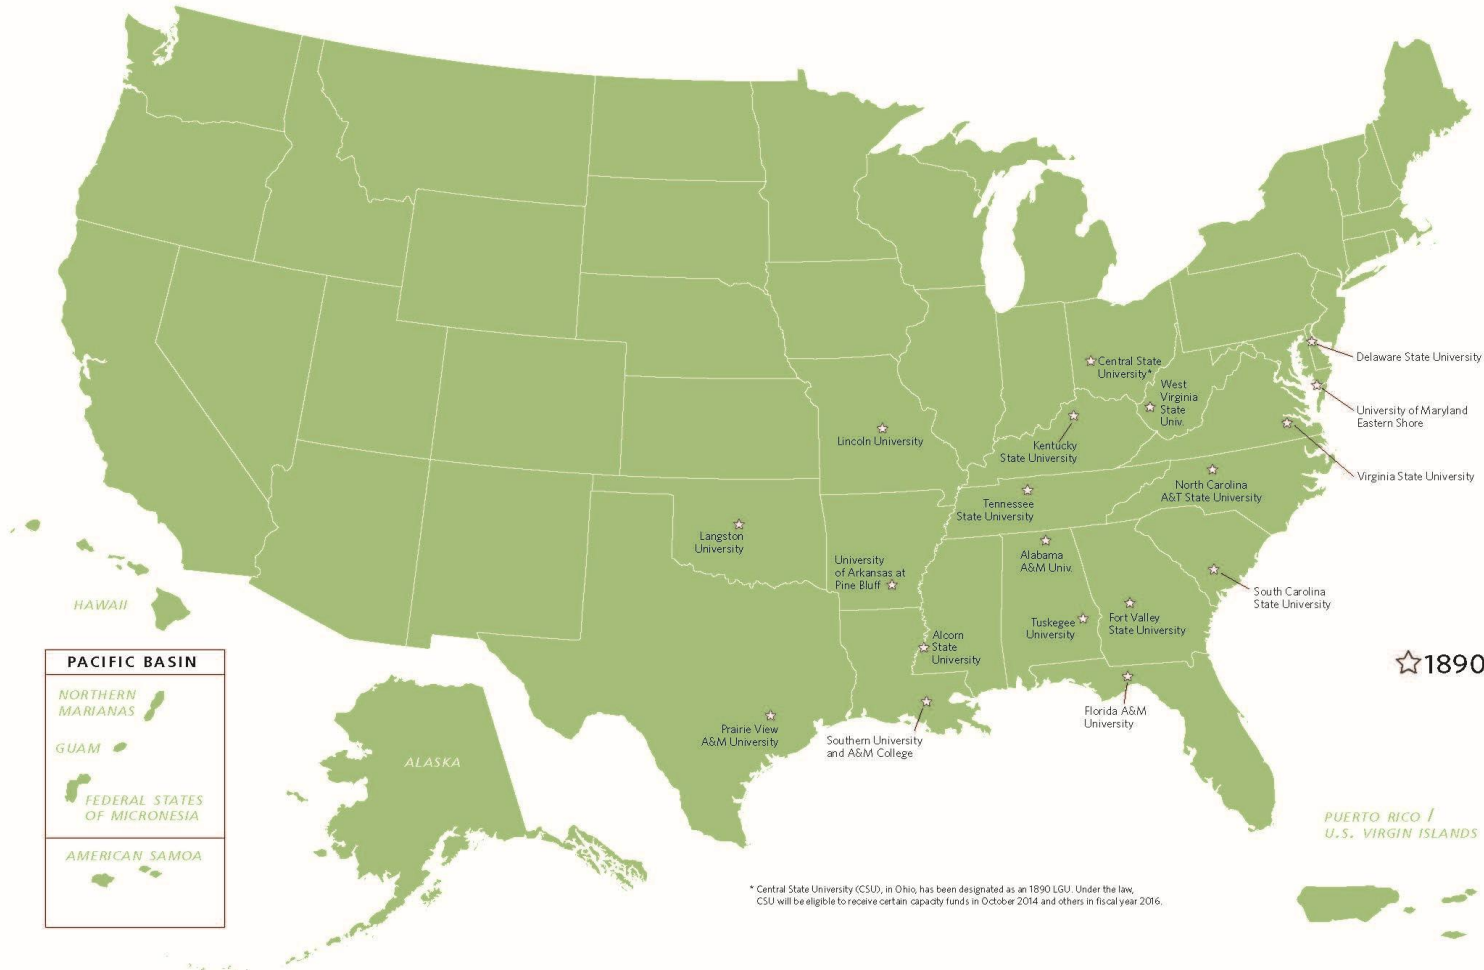 Central State
University*
Delaware State University
West
Virginia
State
Univ.
University of Maryland
Eastern Shore
Lincoln University
Kentucky
State University
Virginia State University
North Carolina
A&T State University
Tennessee
State University
Langston
University
Alabama
A&M Univ.
University
of Arkansas at
Pine Bluff
South Carolina
State University
HAWAII
Tuskegee
University
Fort Valley
State University
Alcorn
State
University
PACIFIC BASIN
NORTHERN
MARIANAS
GUAM
FEDERAL STATES
OF MICRONESIA
AMERICAN SAMOA
1890
Florida A&M
University
Prairie View
A&M University
Southern University
and A&M College
ALASKA
PUERTO RICO /
U.S. VIRGIN ISLANDS
* Central State University (CSU), in Ohio, has been designated as an 1890 LGU. Under the law,
CSU will be eligible to receive certain capacity funds in October 2014 and others in fiscal year 2016.